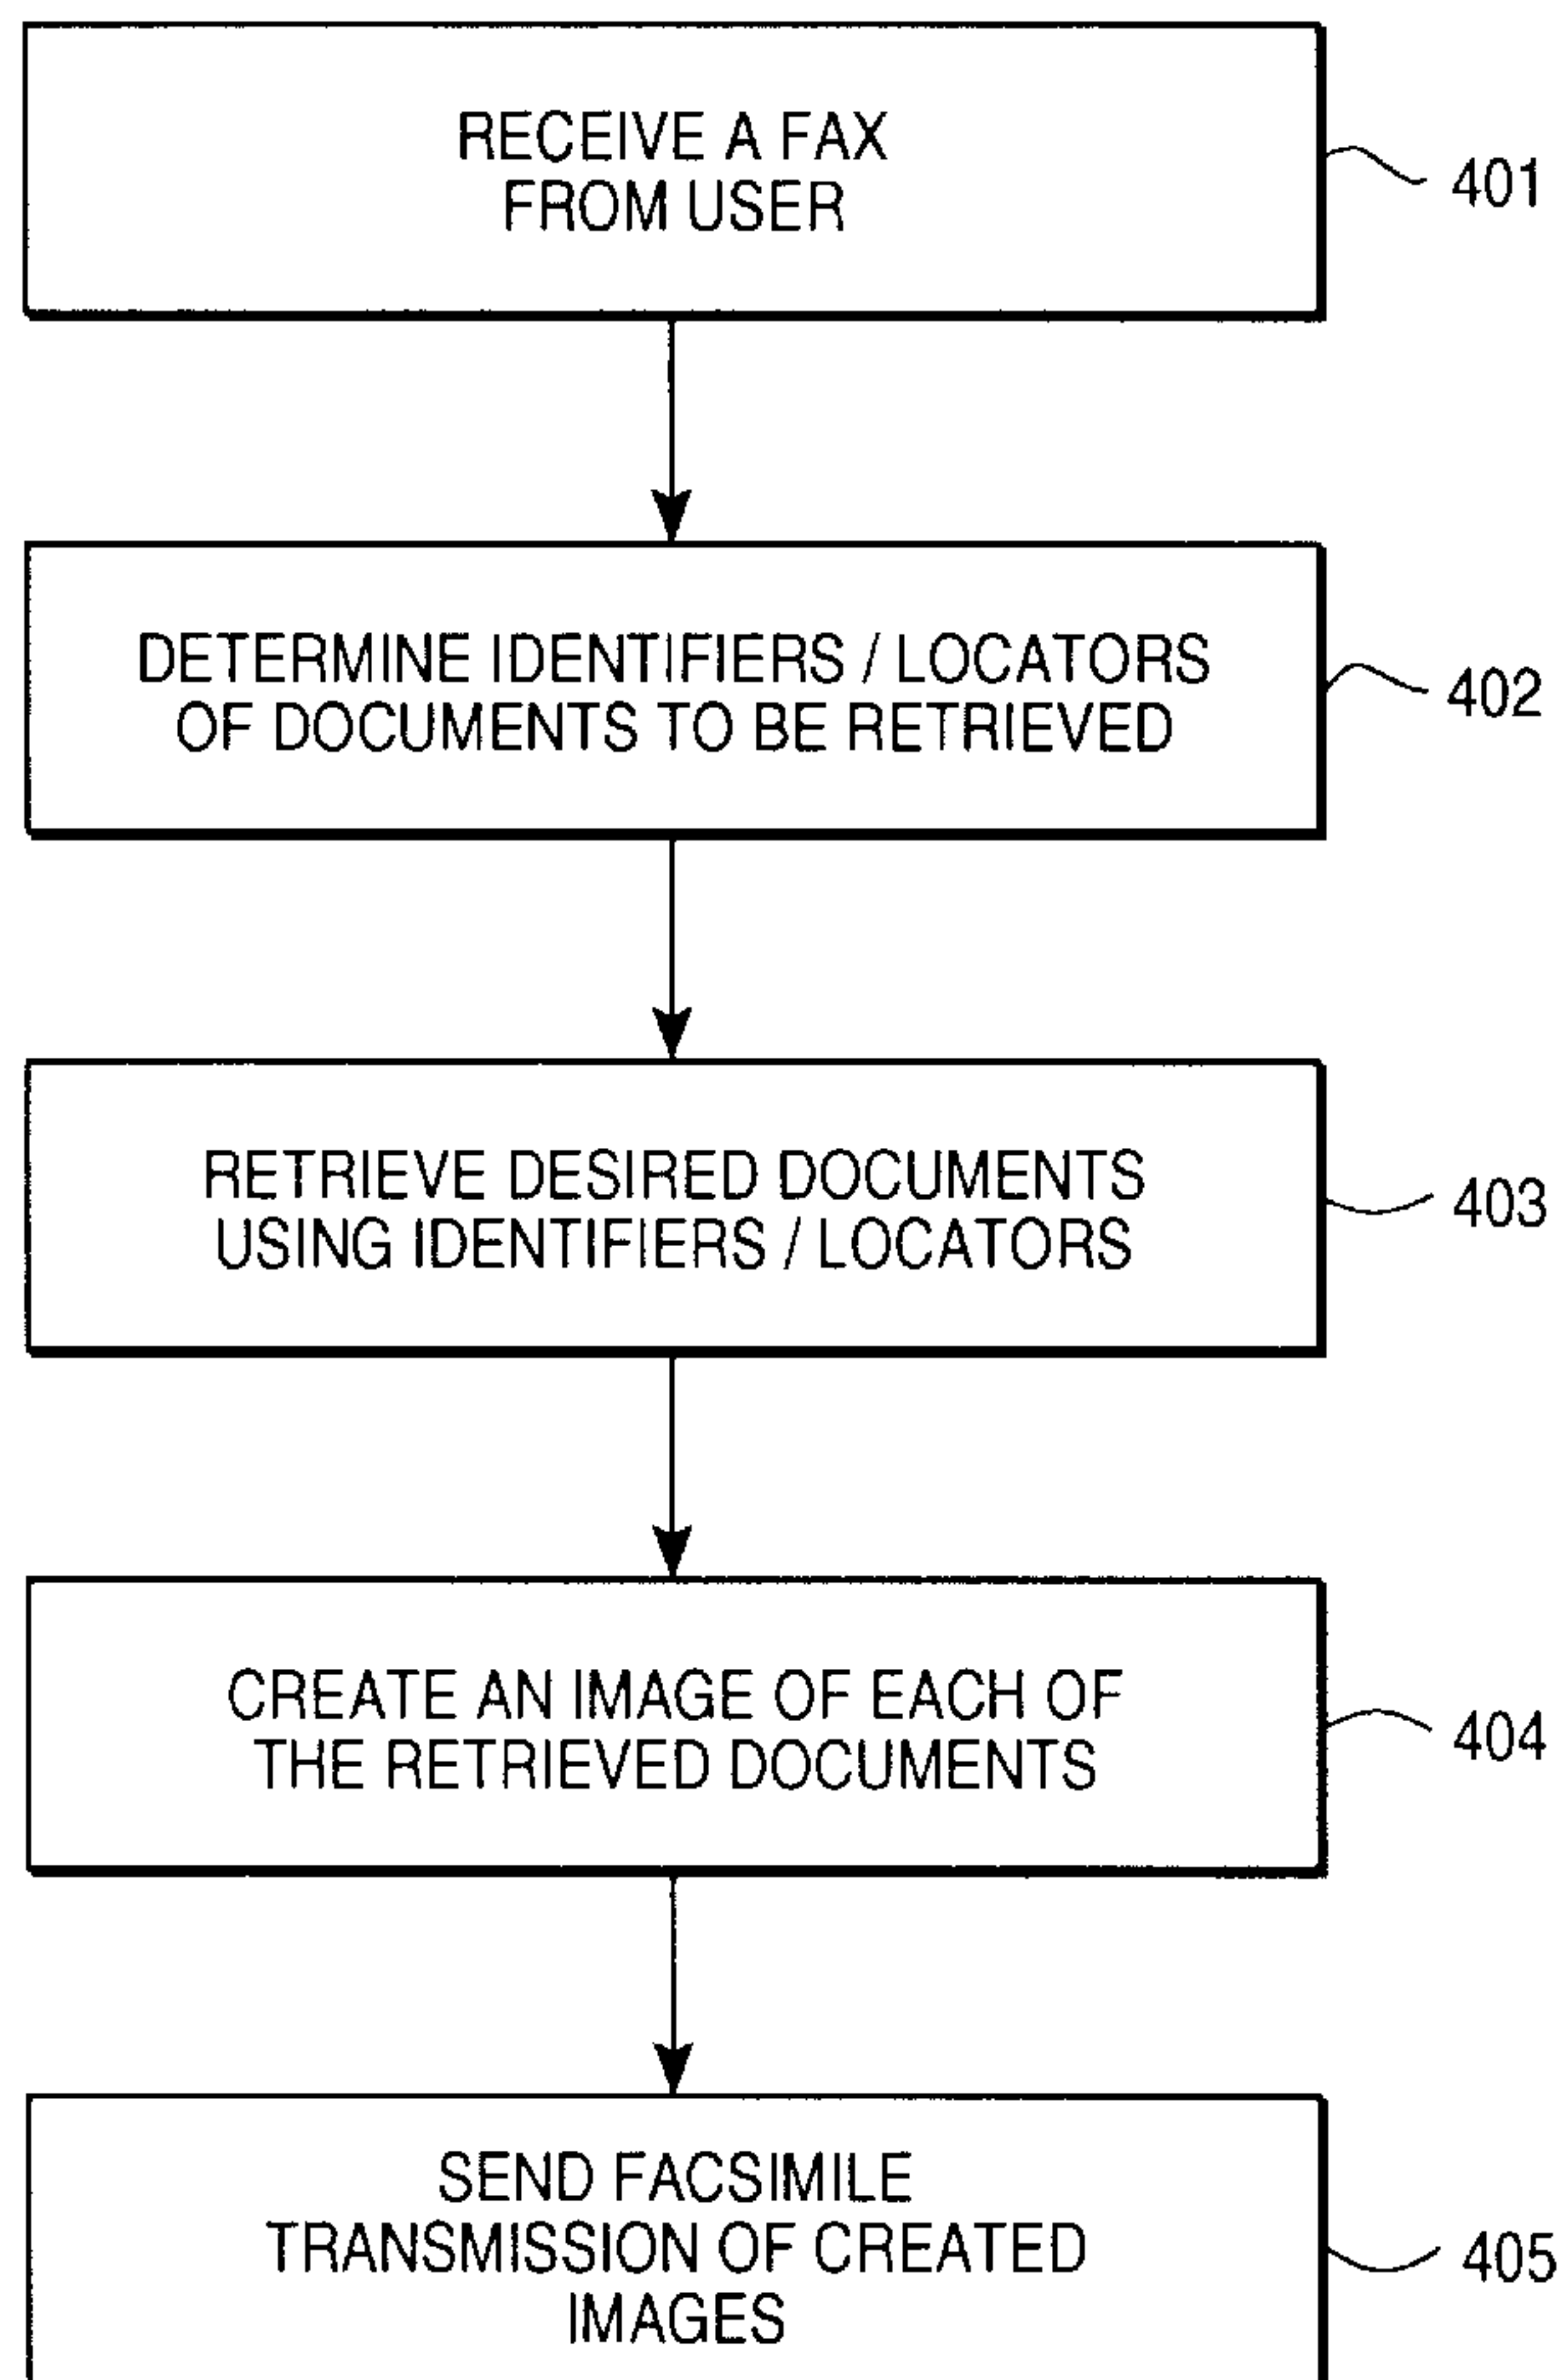 RECEIVE A FAX
FROM USER
401
DETERMINE IDENTIFIERS / LOCATORS
OF DOCUMENTS TO BE RETRIEVED
402
RETRIEVE DESIRED DOCUMENTS
USING IDENTIFIERS / LOCATORS
403
CREATE AN IMAGE OF EACH OF
THE RETRIEVED DOCUMENTS
404
SEND FACSIMILE
TRANSMISSION OF CREATED
IMAGES
405